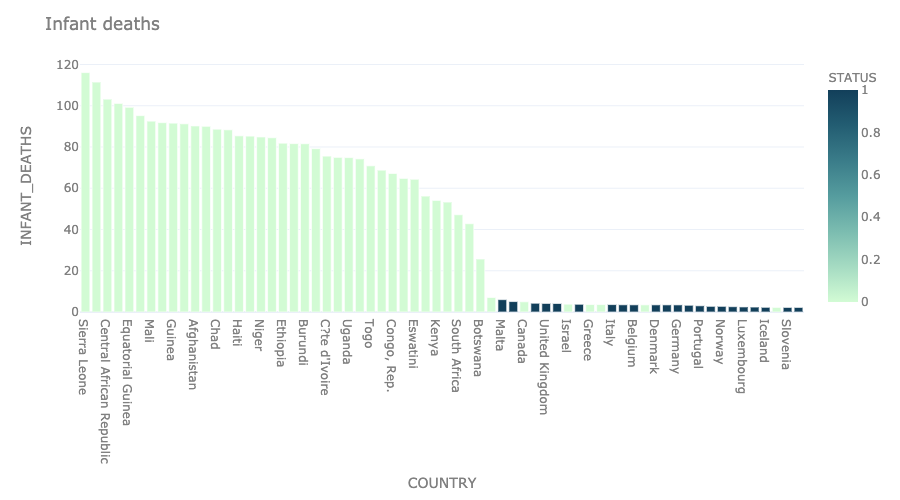 Infant deaths
STATUS
120
100
80
60
40
20
0
INFANT_DEATHS
1
0.8
0.6
0.4
0.2
0
Sierra Leone
Central African Republic
Equatorial Guinea
Mali
Guinea
Afghanistan
Chad
Haiti
Niger
Ethiopia
Burundi
C?te d'Ivoire
Uganda
Togo
Congo, Rep.
Eswatini
Kenya
South Africa
Botswana
Malta
Canada
United Kingdom
Israel
Greece
Italy
Belgium
Denmark
Germany
Portugal
Norway
Luxembourg
Iceland
Slovenia
COUNTRY